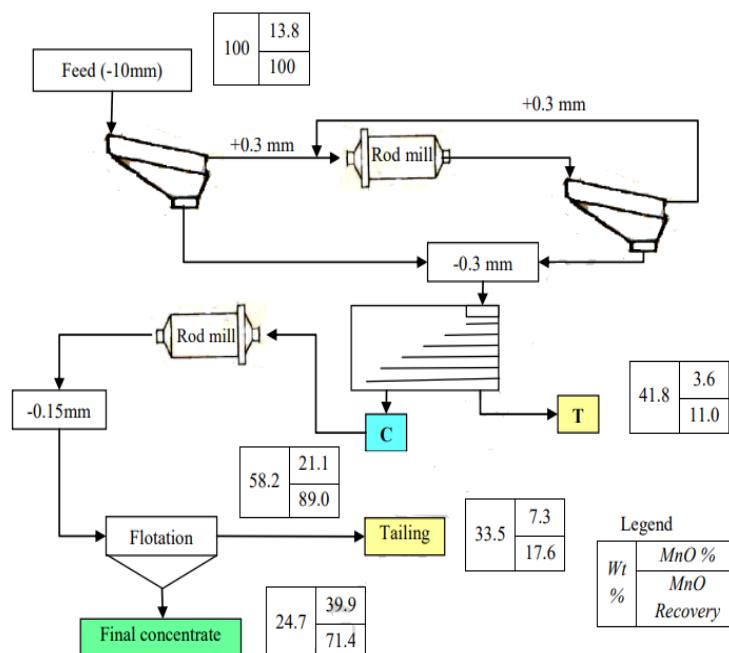 100
13.8
100
Feed (-10mm)
+0.3 mm
+0.3 mm
Rod mill
-0.3 mm
Rod mill
-0.15mm
C
T
41.8
3.6
11.0
58.2
21.1
89.0
Flotation
Tailing
33.5
7.3
17.6
Legend
Wt
%
MnO %
MnO
Recovery
Final concentrate
24.7
39.9
71.4